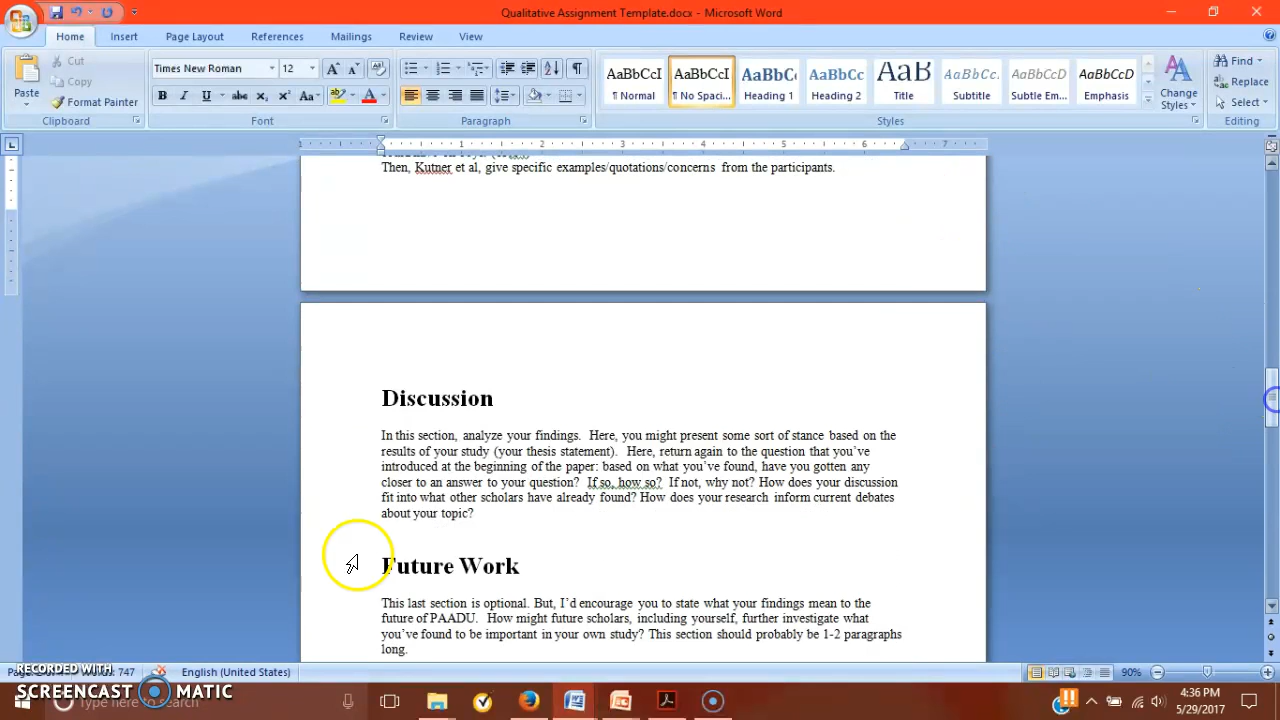 Qualitative Assignment Template.docx - Microsoft Word
Home Insert Page Layout References Mailings Review View
Paste
Cut
Copy
Format Painter
Clipboard
Times New Roman 12
Font
Paragraph
AaBbCcI AaBbCcI AaBbC AaBbCc AaB AaBbCcI AaBbCcD AaBbCcD
¶ Normal ¶ No Spaci... Heading 1 Heading 2 Title Subtitle Subtle Em... Emphasis
Change Styles
Styles
Find
Replace
Select
Editing
1 1 2 3 4 5 6 7
Then, Kutner et al, give specific examples/quotations/concerns from the participants.
Discussion
In this section, analyze your findings. Here, you might present some sort of stance based on the
results of your study (your thesis statement). Here, return again to the question that you've
introduced at the beginning of the paper: based on what you've found, have you gotten any
closer to an answer to your question? If so, how so? If not, why not? How does your discussion
fit into what other scholars have already found? How does your research inform current debates
about your topic?
Future Work
This last section is optional. But, I'd encourage you to state what your findings mean to the
future of PAADU. How might future scholars, including yourself, further investigate what
you've found to be important in your own study? This section should probably be 1-2 paragraphs
long.
747 English (United States) 90%
RECORDED WITH
SCREENCAST MATIC
Type here to search
4:36 PM
5/29/2017